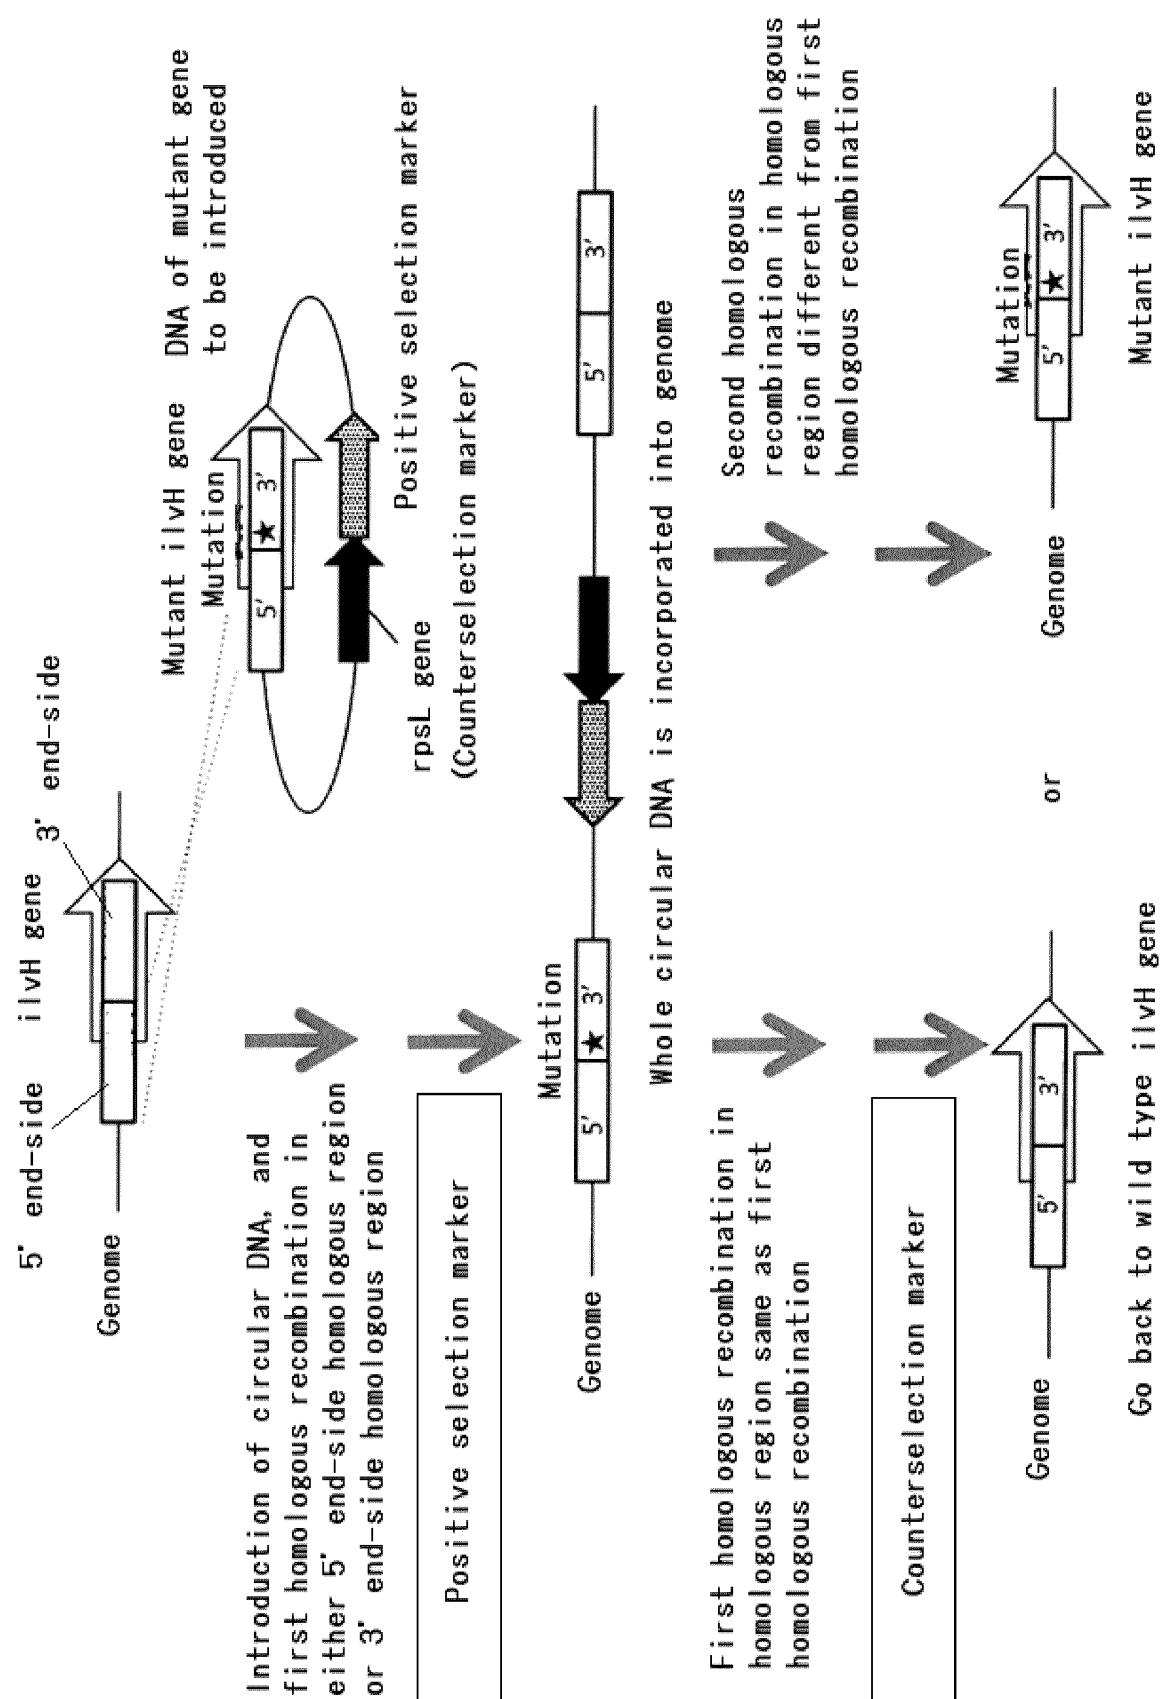 5' end-side
ilvH gene
3' end-side
Genome
Mutant ilvH gene
Mutation
5'
★
3'
DNA of mutant gene
to be introduced
rpsL gene
(Counterselection marker)
Positive selection marker
Introduction of circular DNA, and
first homologous recombination in
either 5' end-side homologous region
or 3' end-side homologous region
Positive selection marker
Mutation
Genome
5'
★
3'
5'
3'
Whole circular DNA is incorporated into genome
First homologous recombination in
homologous region same as first
homologous recombination
Second homologous
recombination in homologous
region different from first
homologous recombination
Counterselection marker
Genome
5'
3'
Go back to wild type ilvH gene
or
Genome
Mutation
5'
★
3'
Mutant ilvH gene